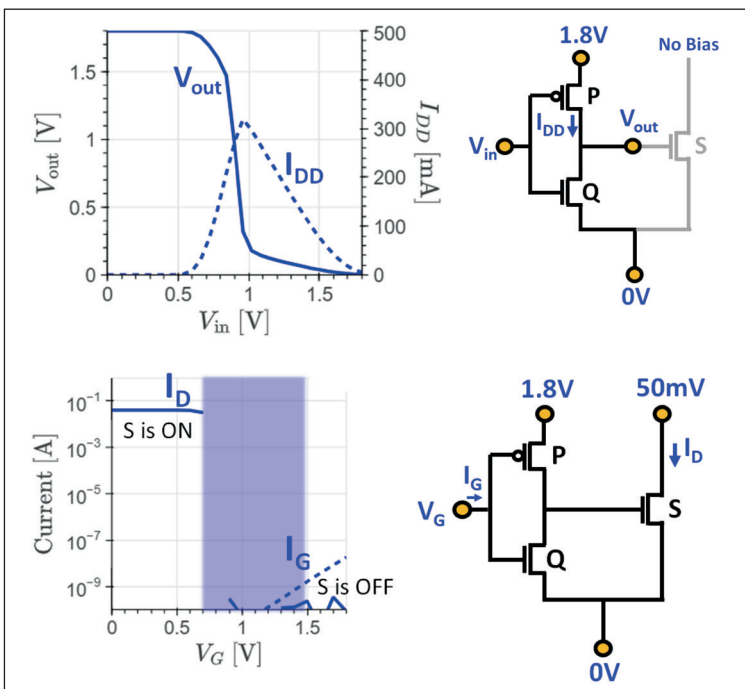 1.5
1
0.5
0
V_out [V]
V_out
I_DD
500
400
300
200
100
0
I_DD [mA]
0
0.5
1
1.5
V_in [V]
1.8V
No Bias
P
I_DD
V_out
S
V_in
Q
0V
10^-1
10^-3
10^-5
10^-7
10^-9
Current [A]
I_D
S is ON
I_G
S is OFF
0
0.5
1
1.5
V_G [V]
1.8V
50mV
P
I_D
I_G
V_G
S
Q
0V